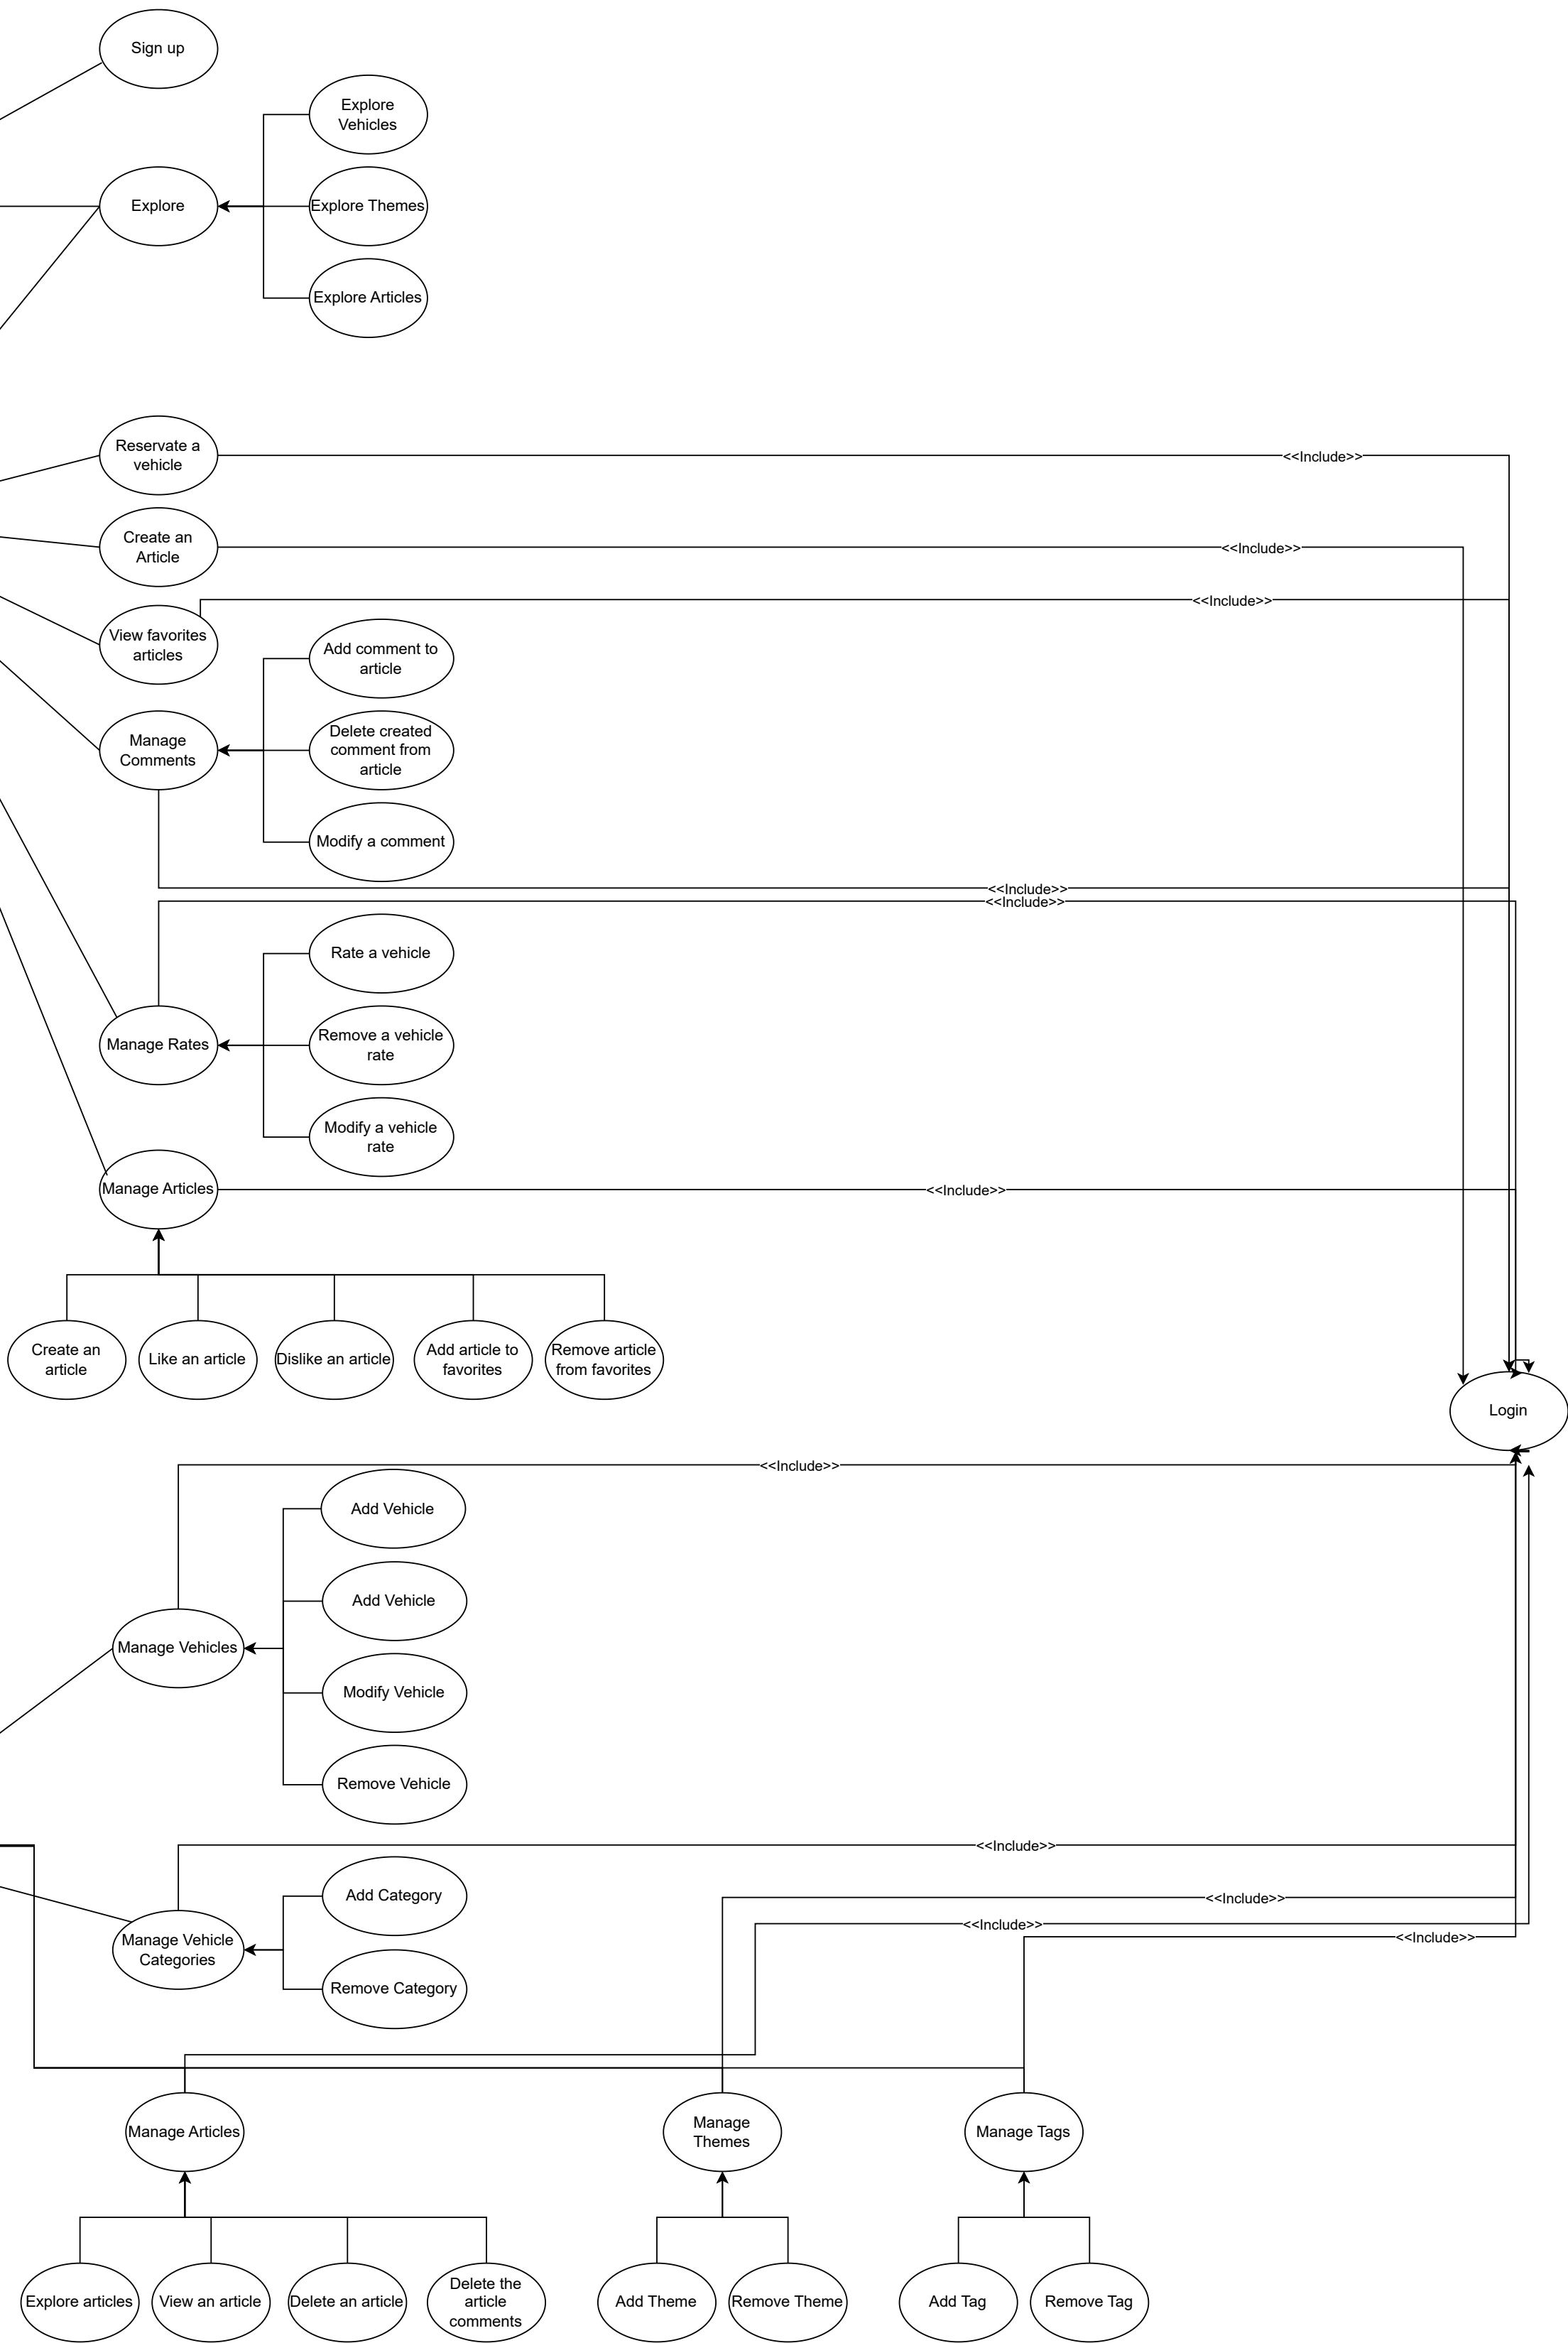 Sign up
Explore
Vehicles
Explore
Explore Themes
Explore Articles
Reservate a
vehicle
<<Include>>
Create an
Article
<<Include>>
<<Include>>
View favorites
articles
Add comment to
article
Manage
Comments
Delete created
comment from
article
Modify a comment
<<Include>>
<<Include>>
Rate a vehicle
Manage Rates
Remove a vehicle
rate
Modify a vehicle
rate
Manage Articles
<<Include>>
Create an
article
Like an article
Dislike an article
Add article to
favorites
Remove article
from favorites
Login
<<Include>>
Add Vehicle
Add Vehicle
Manage Vehicles
Modify Vehicle
Remove Vehicle
<<Include>>
Add Category
<<Include>>
<<Include>>
<<Include>>
Manage Vehicle
Categories
Remove Category
Manage Articles
Manage
Themes
Manage Tags
Explore articles
View an article
Delete an article
Delete the
article
comments
Add Theme
Remove Theme
Add Tag
Remove Tag